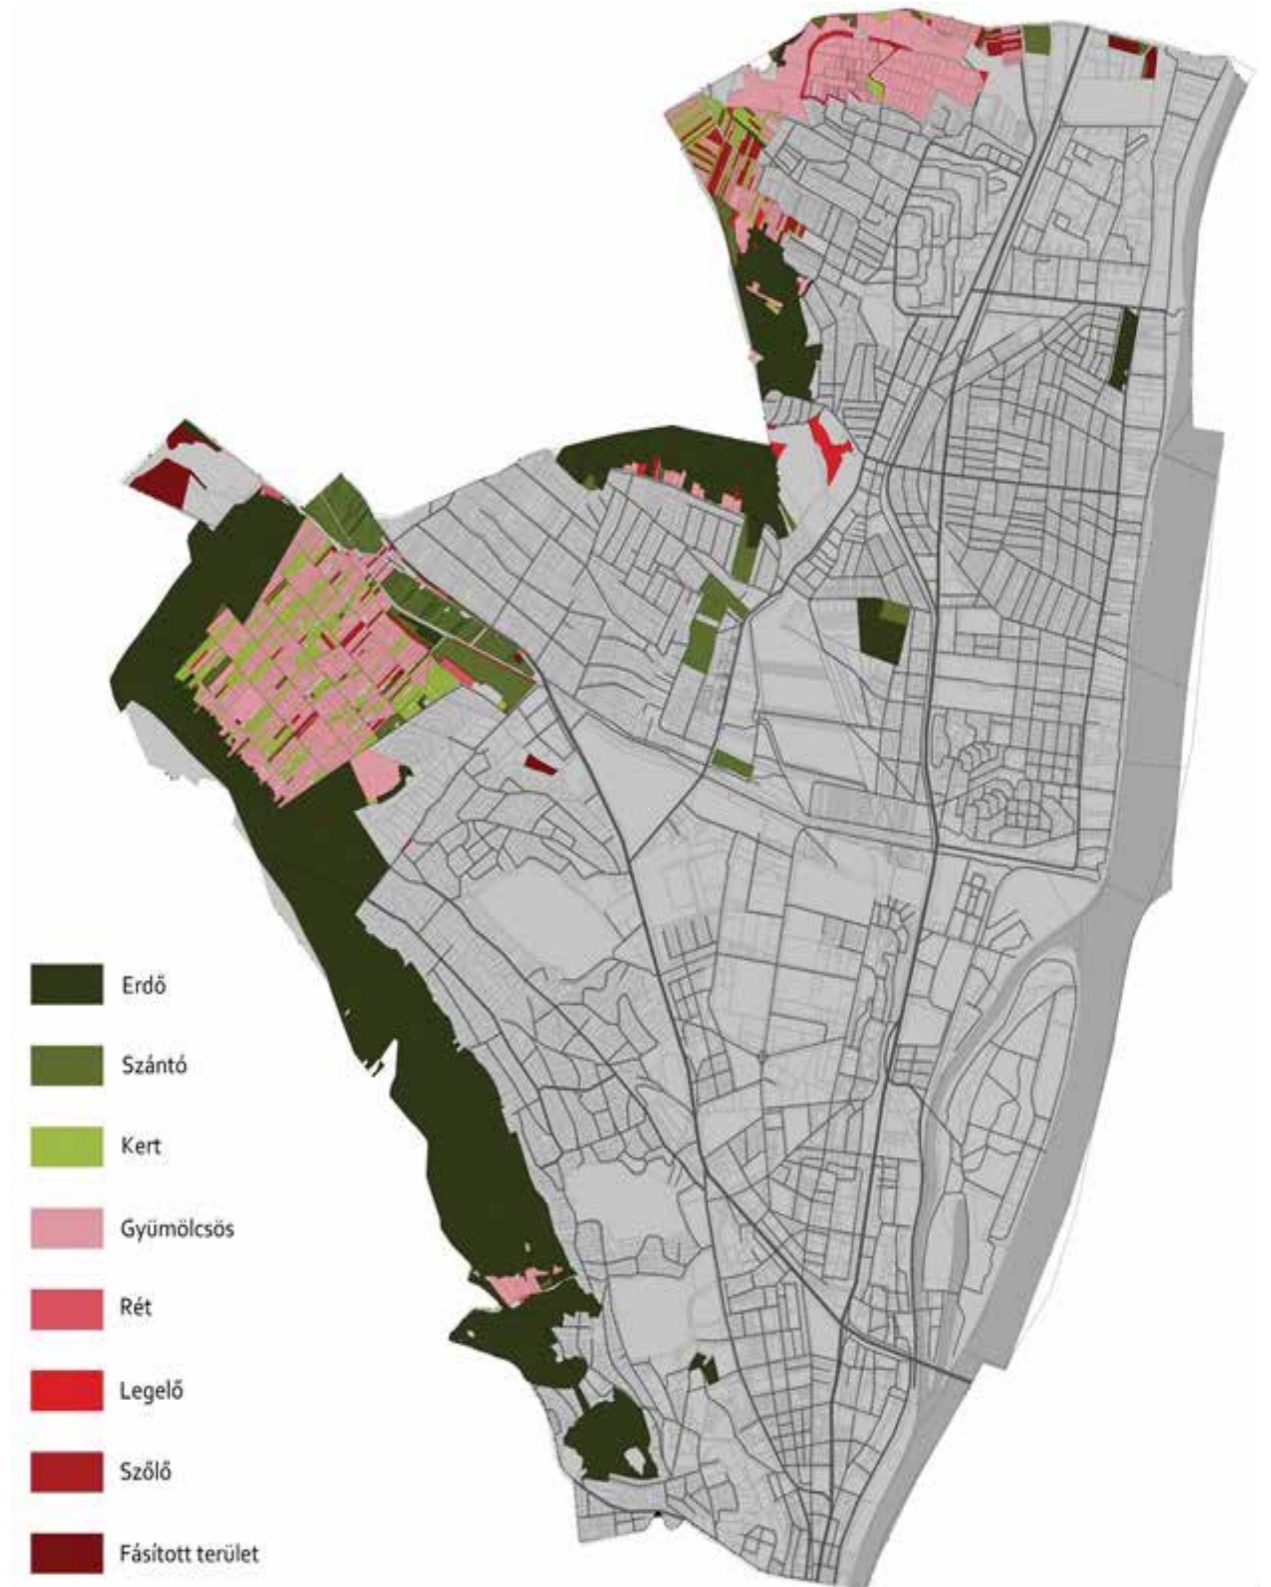 Erdő
Szántó
Kert
Gyümölcsös
Rét
Legelő
Szőlő
Fásított terület